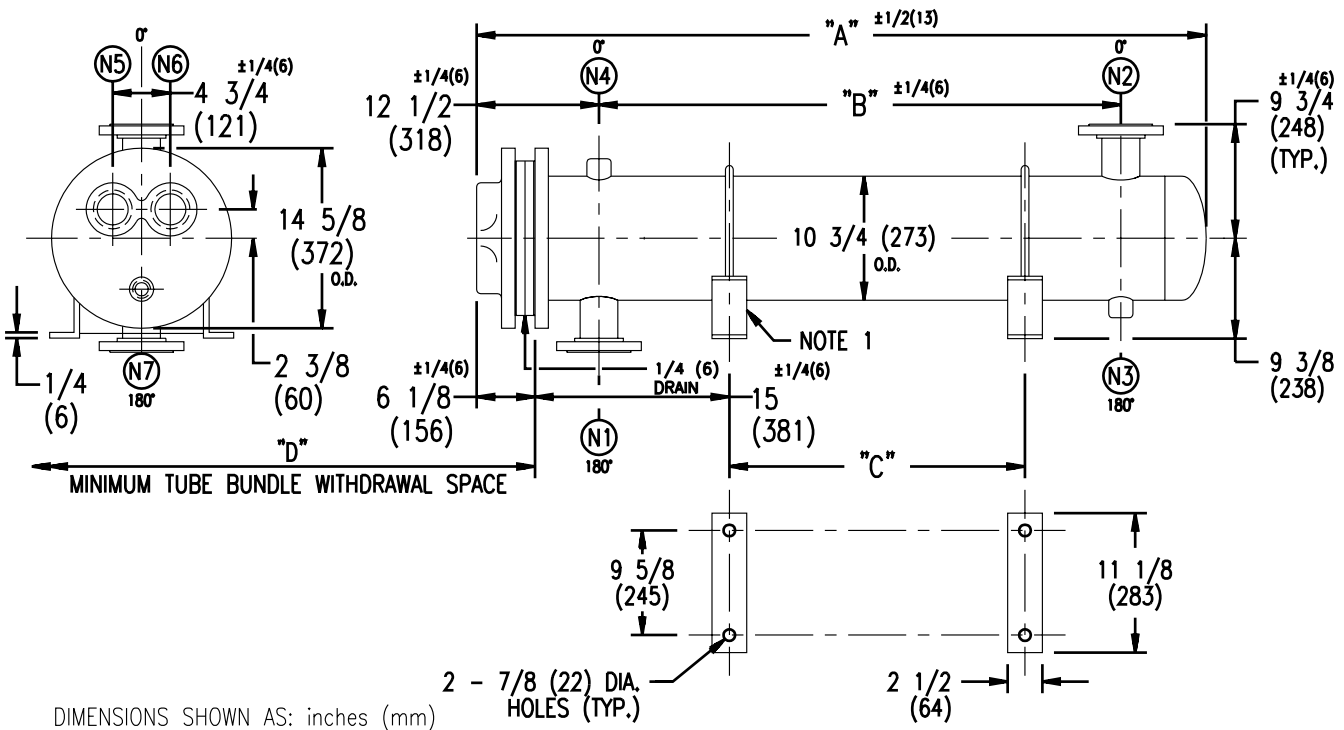 "A" ±1/2(13)
0°
N5 N6
±1/4(6)
4 3/4
(121)
±1/4(6)
12 1/2
(318)
0°
N4
"B" ±1/4(6)
0°
N2
±1/4(6)
9 3/4
(248)
(TYP.)
14 5/8
(372)
O.D.
10 3/4 (273)
O.D.
NOTE 1
1/4
(6)
N7
180°
2 3/8
(60)
±1/4(6)
6 1/8
(156)
1/4 (6)
DRAIN
±1/4(6)
15
(381)
N1
180°
N3
180°
9 3/8
(238)
"D"
MINIMUM TUBE BUNDLE WITHDRAWAL SPACE
"C"
9 5/8
(245)
11 1/8
(283)
2 - 7/8 (22) DIA.
HOLES (TYP.)
2 1/2
(64)
DIMENSIONS SHOWN AS: inches (mm)